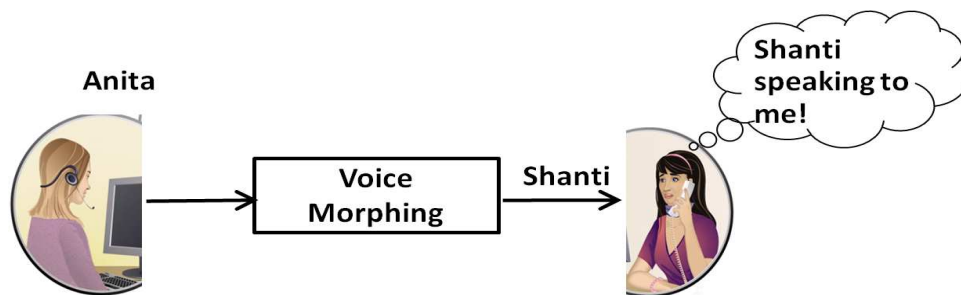 Anita
Voice
Morphing
Shanti
Shanti
speaking to
me!